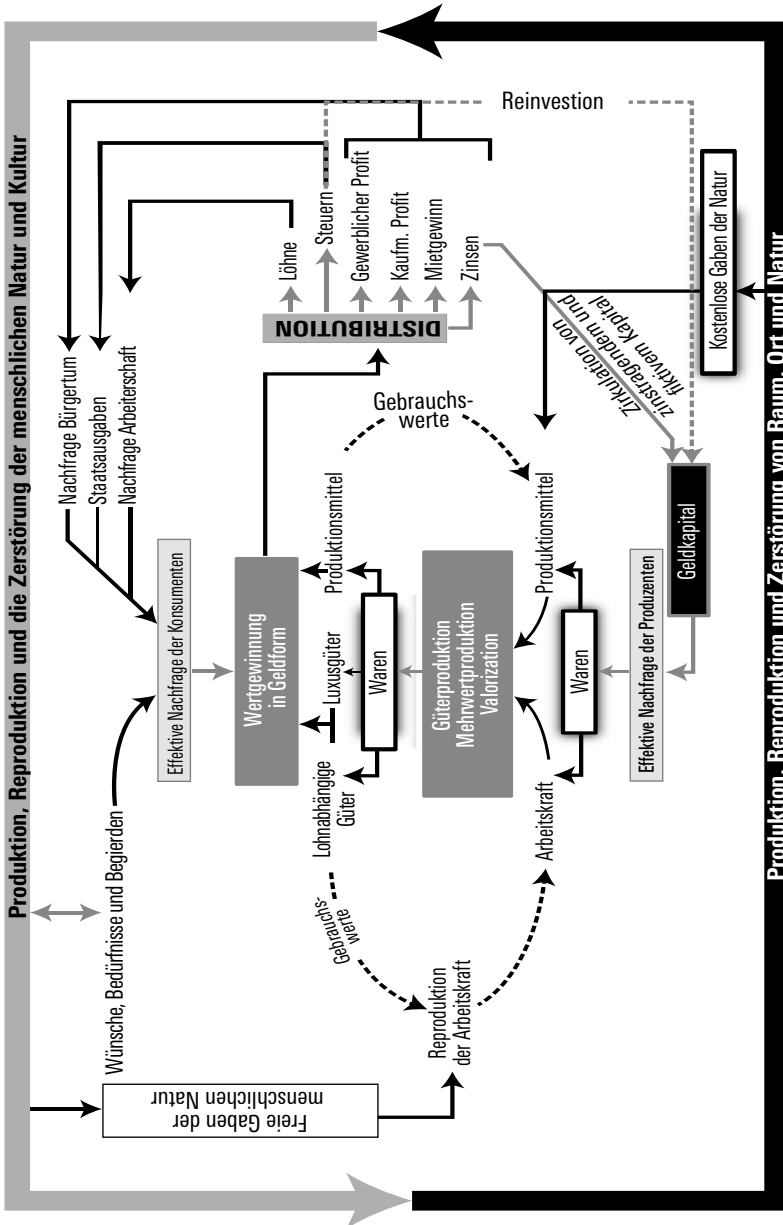 Produktion, Reproduktion und die Zerstörung der menschlichen Natur und Kultur
Freie Gaben der
menschlichen Natur
Wünsche, Bedürfnisse und Begierden
Nachfrage Bürgertum
Staatsausgaben
Nachfrage Arbeiterschaft
Effektive Nachfrage der Konsumenten
Wertgewinnung
in Geldform
Löhne
Steuern
Gewerblicher Profit
Kaufm. Profit
Mietgewinn
Zinsen
DISTRIBUTION
Reinvestion
Lohnabhängige
Güter
Luxusgüter
Produktionsmittel
Waren
Gebrauchs-
werte
Gebrauchs-
werte
Reproduktion
der Arbeitskraft
Güterproduktion
Mehrwertproduktion
Valorization
Arbeitskraft
Produktionsmittel
Waren
Zirkulation von
zinstragendem und
fiktivem Kapital
Effektive Nachfrage der Produzenten
Geldkapital
Kostenlose Gaben der Natur
Produktion, Reproduktion und Zerstörung von Raum, Ort und Natur